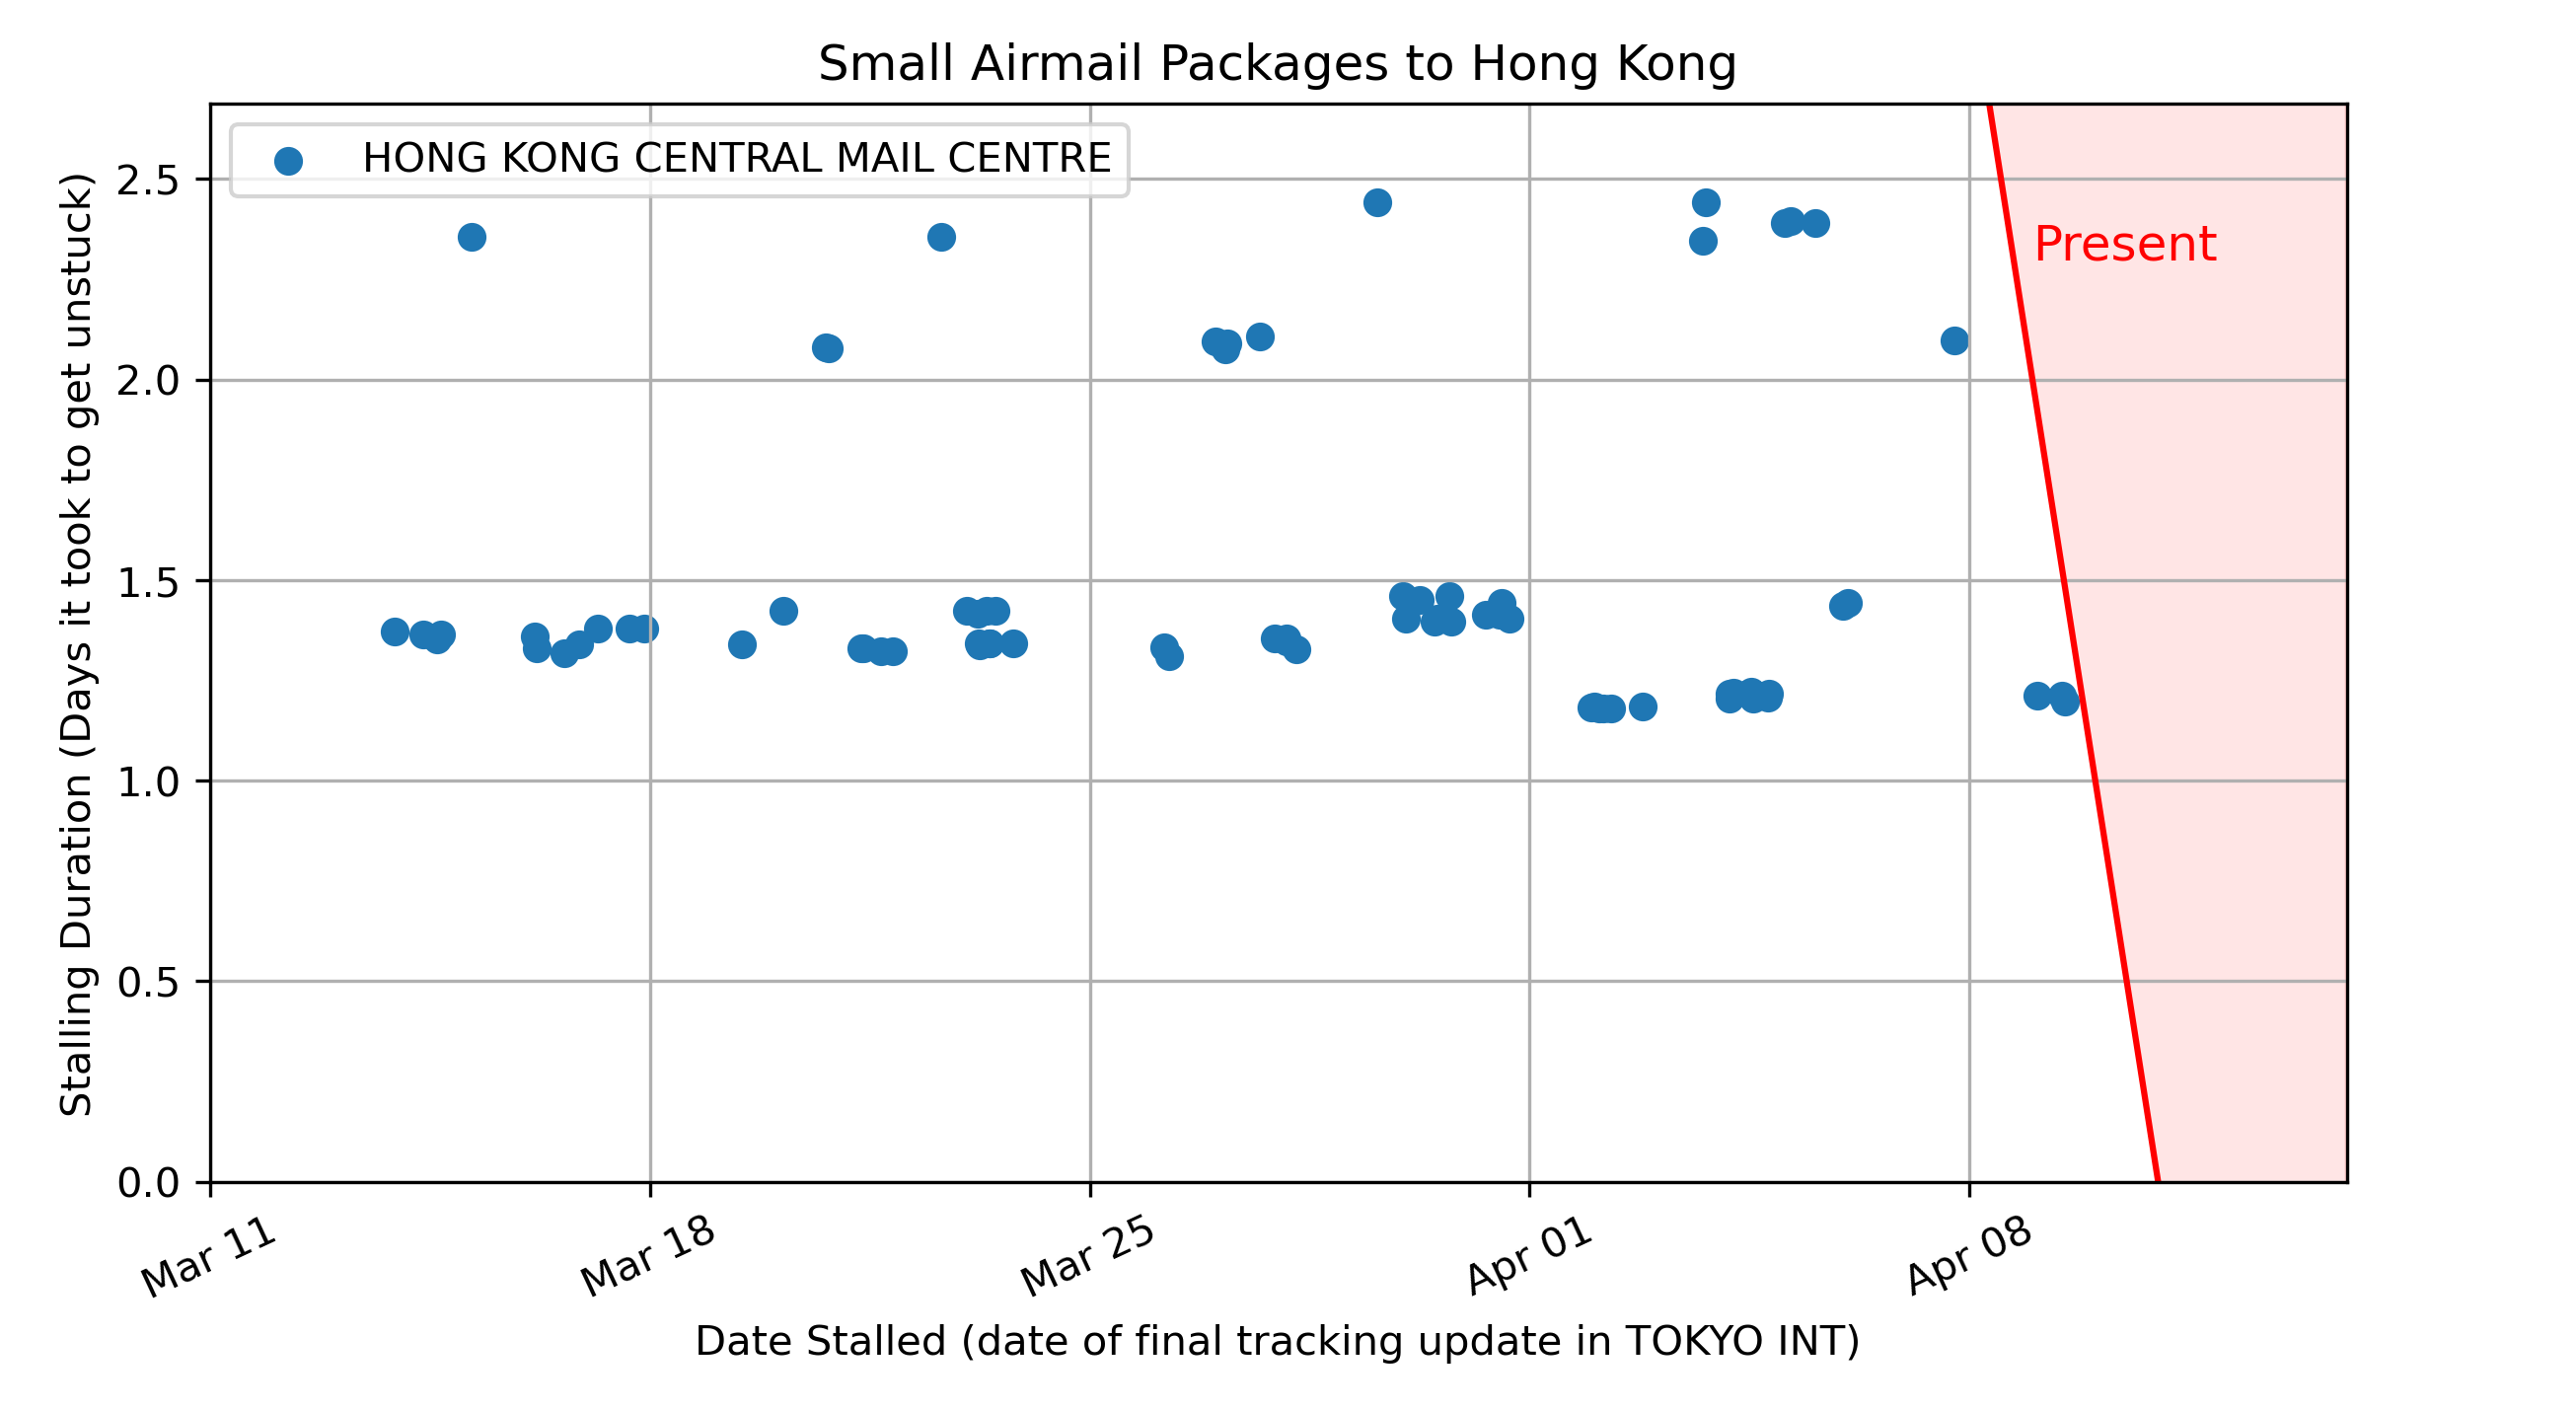 Small Airmail Packages to Hong Kong
HONG KONG CENTRAL MAIL CENTRE
Stalling Duration (Days it took to get unstuck)
2.5
2.0
1.5
1.0
0.5
0.0
Present
Mar 11
Mar 18
Mar 25
Apr 01
Apr 08
Date Stalled (date of final tracking update in TOKYO INT)